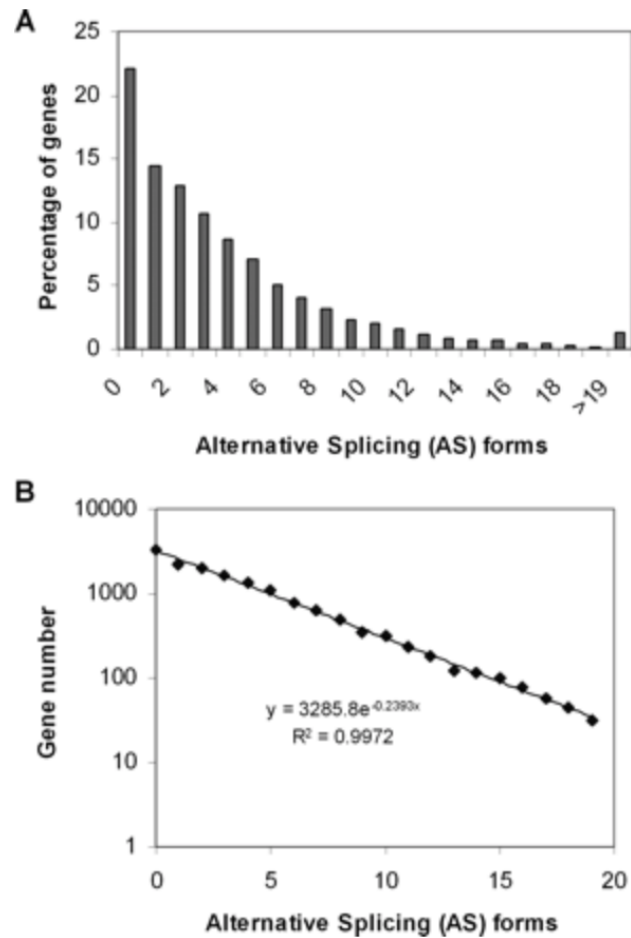 A
25
20
15
10
5
0
Percentage of genes
0 2 4 6 8 10 12 14 16 18 >19
Alternative Splicing (AS) forms
B
10000
1000
100
10
1
Gene number
y = 3285.8e-0.2393x
R² = 0.9972
0 5 10 15 20
Alternative Splicing (AS) forms